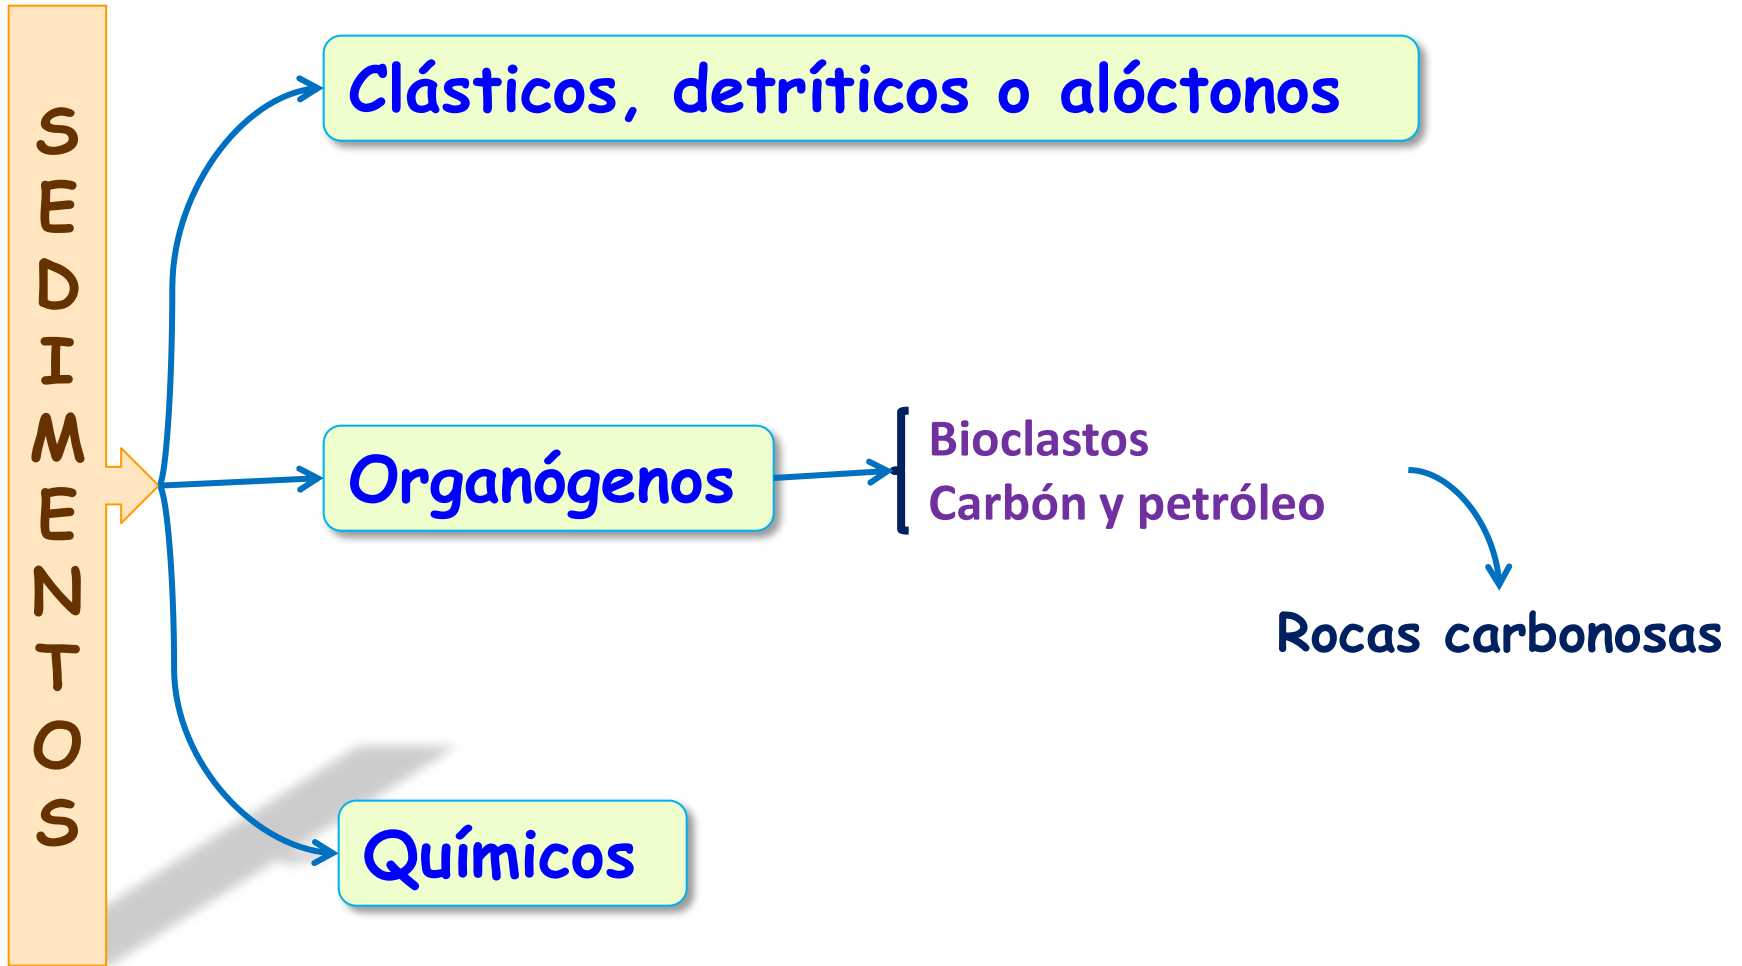 SEDIMENTOS
Clásticos, detríticos o alóctonos
Organógenos
Bioclastos
Carbón y petróleo
Rocas carbonosas
Químicos